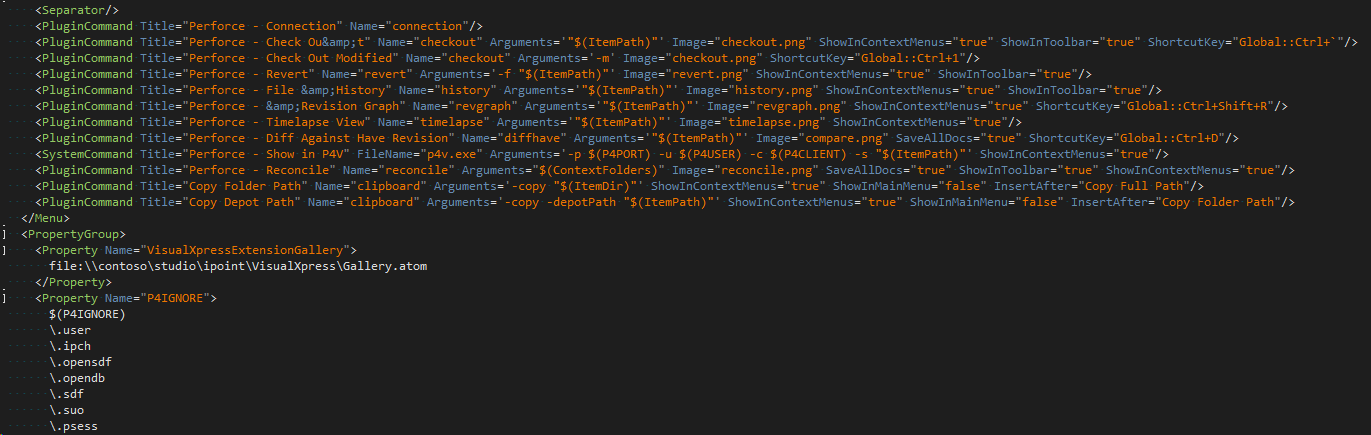 <Separator/>
<PluginCommand Title="Perforce - Connection" Name="connection"/>
<PluginCommand Title="Perforce - Check Ou&amp;t" Name="checkout" Arguments='"$(ItemPath)"' Image="checkout.png" ShowInContextMenus="true" ShowInToolbar="true" ShortcutKey="Global::Ctrl+`"/>
<PluginCommand Title="Perforce - Check Out Modified" Name="checkout" Arguments='-m' Image="checkout.png" ShortcutKey="Global::Ctrl+1"/>
<PluginCommand Title="Perforce - Revert" Name="revert" Arguments='-f "$(ItemPath)"' Image="revert.png" ShowInContextMenus="true" ShowInToolbar="true"/>
<PluginCommand Title="Perforce - File &amp;History" Name="history" Arguments='"$(ItemPath)"' Image="history.png" ShowInContextMenus="true" ShowInToolbar="true"/>
<PluginCommand Title="Perforce - &amp;Revision Graph" Name="revgraph" Arguments='"$(ItemPath)"' Image="revgraph.png" ShowInContextMenus="true" ShortcutKey="Global::Ctrl+Shift+R"/>
<PluginCommand Title="Perforce - Timelapse View" Name="timelapse" Arguments='"$(ItemPath)"' Image="timelapse.png" ShowInContextMenus="true"/>
<PluginCommand Title="Perforce - Diff Against Have Revision" Name="diffhave" Arguments='"$(ItemPath)"' Image="compare.png" SaveAllDocs="true" ShortcutKey="Global::Ctrl+D"/>
<SystemCommand Title="Perforce - Show in P4V" FileName="p4v.exe" Arguments='-p $(P4PORT) -u $(P4USER) -c $(P4CLIENT) -s "$(ItemPath)"' ShowInContextMenus="true"/>
<PluginCommand Title="Perforce - Reconcile" Name="reconcile" Arguments="$(ContextFolders)" Image="reconcile.png" SaveAllDocs="true" ShowInToolbar="true" ShowInContextMenus="true"/>
<PluginCommand Title="Copy Folder Path" Name="clipboard" Arguments='-copy "$(ItemDir)"' ShowInContextMenus="true" ShowInMainMenu="false" InsertAfter="Copy Full Path"/>
<PluginCommand Title="Copy Depot Path" Name="clipboard" Arguments='-copy -depotPath "$(ItemPath)"' ShowInContextMenus="true" ShowInMainMenu="false" InsertAfter="Copy Folder Path"/>
</Menu>
<PropertyGroup>
<Property Name="VisualXpressExtensionGallery">
file:\\contoso\studio\ipoint\VisualXpress\Gallery.atom
</Property>
<Property Name="P4IGNORE">
$(P4IGNORE)
\.user
\.ipch
\.opensdf
\.opendb
\.sdf
\.suo
\.psess